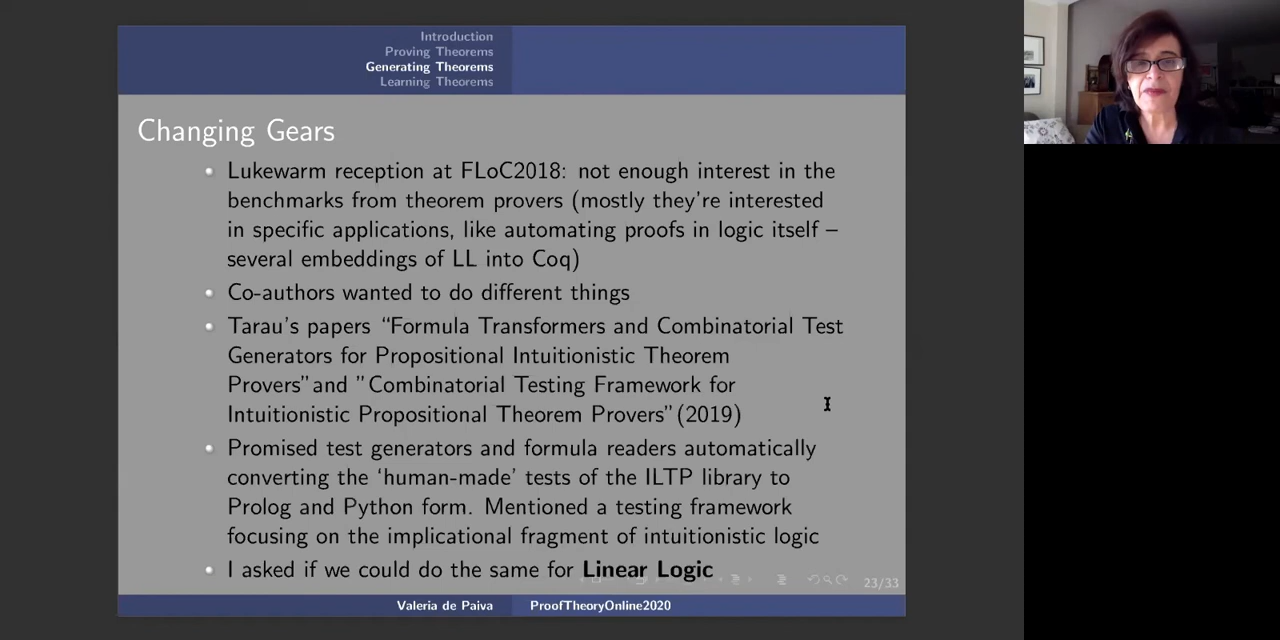 Introduction
Proving Theorems
Generating Theorems
Learning Theorems
Changing Gears
Lukewarm reception at FLoC2018: not enough interest in the
benchmarks from theorem provers (mostly they're interested
in specific applications, like automating proofs in logic itself –
several embeddings of LL into Coq)
Co-authors wanted to do different things
Tarau's papers “Formula Transformers and Combinatorial Test
Generators for Propositional Intuitionistic Theorem
Provers”and ”Combinatorial Testing Framework for
Intuitionistic Propositional Theorem Provers”(2019)
Promised test generators and formula readers automatically
converting the ‘human-made’ tests of the ILTP library to
Prolog and Python form. Mentioned a testing framework
focusing on the implicational fragment of intuitionistic logic
I asked if we could do the same for Linear Logic
23/33
Valeria de Paiva ProofTheoryOnline2020